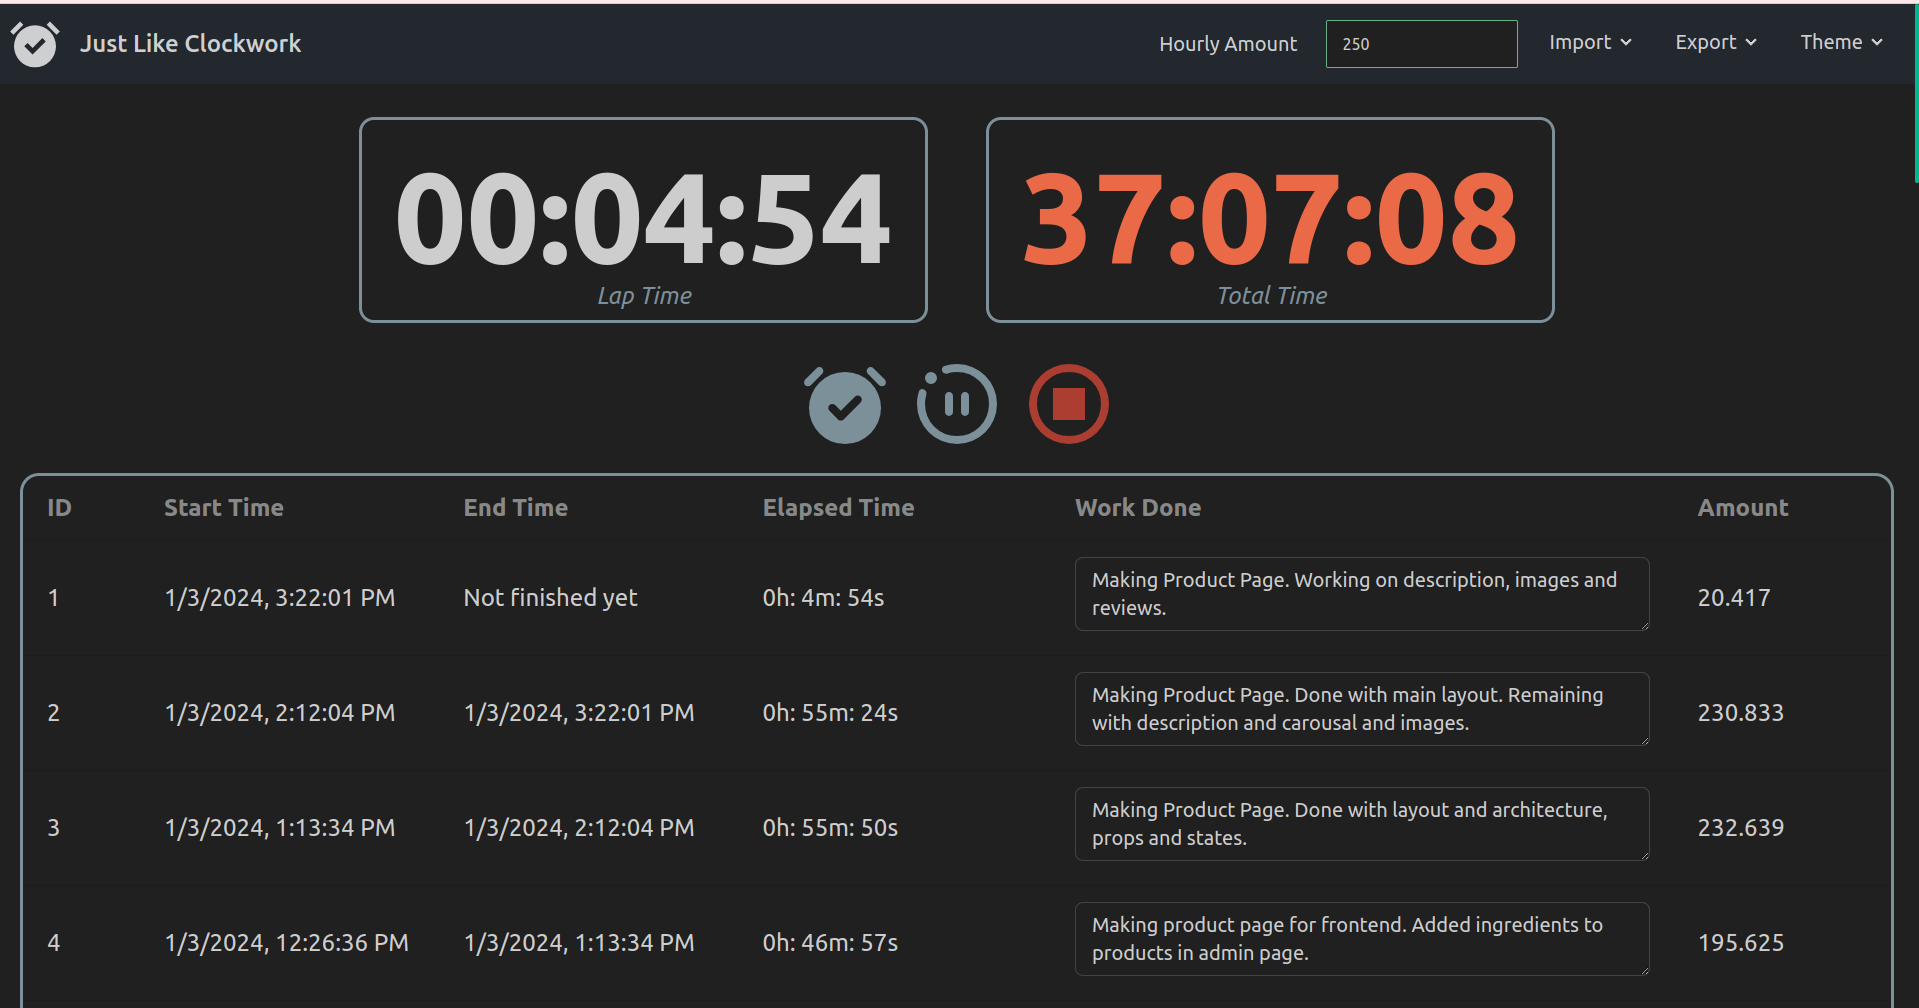 Just Like Clockwork
Hourly Amount 250 Import Export Theme
00:04:54 37:07:08
Lap Time Total Time
ID Start Time End Time Elapsed Time Work Done Amount
1 1/3/2024, 3:22:01 PM Not finished yet 0h: 4m: 54s Making Product Page. Working on description, images and
reviews. 20.417
2 1/3/2024, 2:12:04 PM 1/3/2024, 3:22:01 PM 0h: 55m: 24s Making Product Page. Done with main layout. Remaining
with description and carousal and images. 230.833
3 1/3/2024, 1:13:34 PM 1/3/2024, 2:12:04 PM 0h: 55m: 50s Making Product Page. Done with layout and architecture,
props and states. 232.639
4 1/3/2024, 12:26:36 PM 1/3/2024, 1:13:34 PM 0h: 46m: 57s Making product page for frontend. Added ingredients to
products in admin page. 195.625